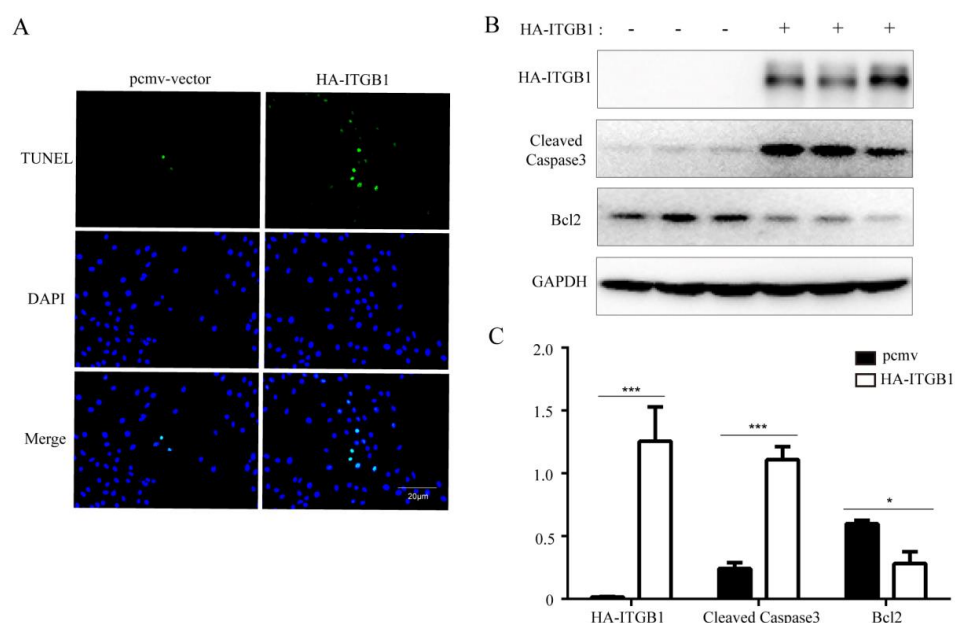 A
pcmv-vector HA-ITGB1
TUNEL
DAPI
Merge
20μm
B
HA-ITGB1 : - - - + + +
HA-ITGB1
Cleaved
Caspase3
Bcl2
GAPDH
C
2.0
1.5
1.0
0.5
0
pcmv
HA-ITGB1
***
***
*
HA-ITGB1 Cleaved Caspase3 Bcl2